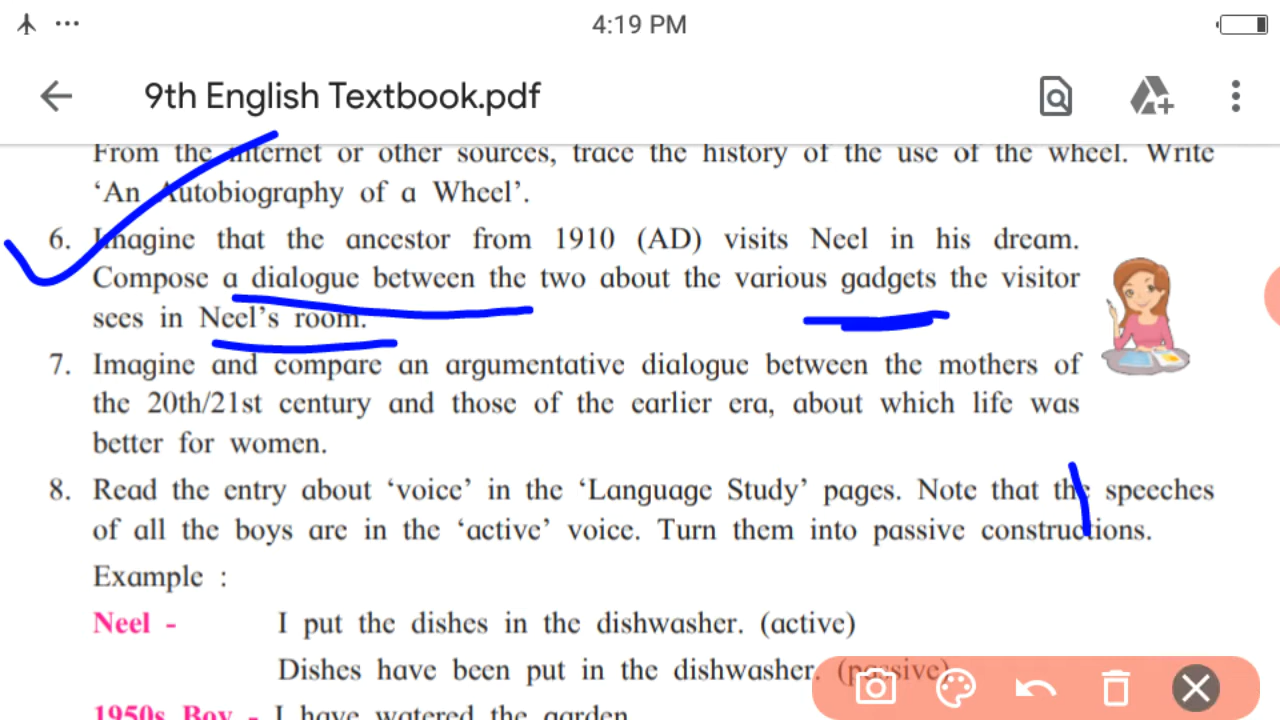 4:19 PM
9th English Textbook.pdf
From the internet or other sources, trace the history of the use of the wheel. Write
‘An Autobiography of a Wheel’.
6. Imagine that the ancestor from 1910 (AD) visits Neel in his dream.
Compose a dialogue between the two about the various gadgets the visitor
sees in Neel’s room.
7. Imagine and compare an argumentative dialogue between the mothers of
the 20th/21st century and those of the earlier era, about which life was
better for women.
8. Read the entry about ‘voice’ in the ‘Language Study’ pages. Note that the speeches
of all the boys are in the ‘active’ voice. Turn them into passive constructions.
Example :
Neel - I put the dishes in the dishwasher. (active)
Dishes have been put in the dishwasher. (passive)
1950s Boy - I have watered the garden